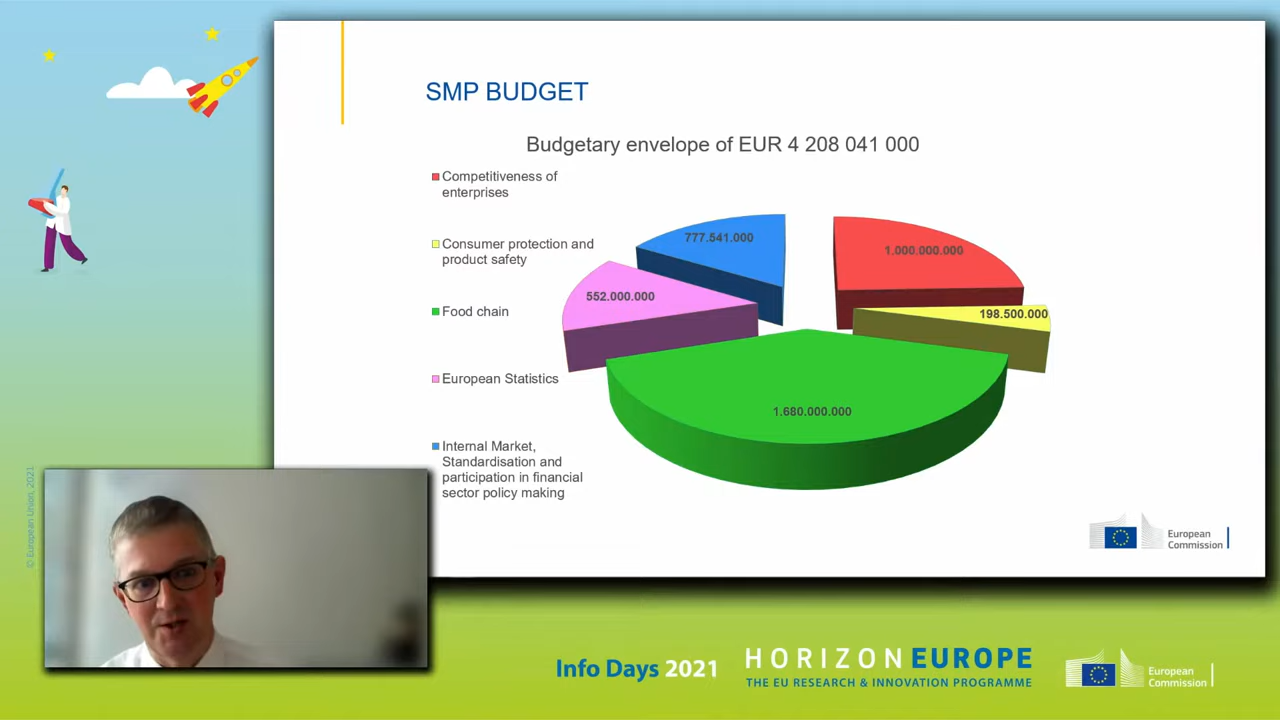 SMP BUDGET
Budgetary envelope of EUR 4 208 041 000
Competitiveness of
enterprises
Consumer protection and
product safety
Food chain
European Statistics
Internal Market,
Standardisation and
participation in financial
sector policy making
777.541.000
1.000.000.000
552.000.000
198.500.000
1.680.000.000
European
Commission
© European Union, 2021
Info Days 2021
HORIZON EUROPE
THE EU RESEARCH & INNOVATION PROGRAMME
European
Commission